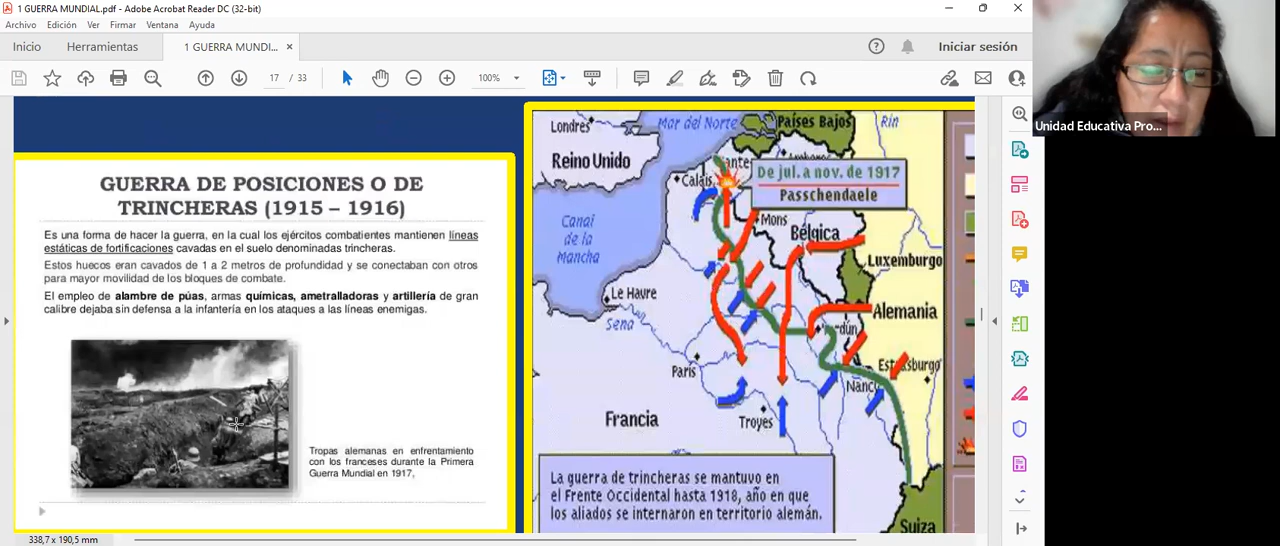 1 GUERRA MUNDIAL.pdf - Adobe Acrobat Reader DC (32-bit)
Archivo Edición Ver Firmar Ventana Ayuda
Inicio Herramientas 1 GUERRA MUNDI... × Iniciar sesión
17 / 33 100%
GUERRA DE POSICIONES O DE
TRINCHERAS (1915 – 1916)
Es una forma de hacer la guerra, en la cual los ejércitos combatientes mantienen líneas
estáticas de fortificaciones cavadas en el suelo denominadas trincheras.
Estos huecos eran cavados de 1 a 2 metros de profundidad y se conectaban con otros
para mayor movilidad de los bloques de combate.
El empleo de alambre de púas, armas químicas, ametralladoras y artillería de gran
calibre dejaba sin defensa a la infantería en los ataques a las líneas enemigas.
Tropas alemanas en enfrentamiento
con los franceses durante la Primera
Guerra Mundial en 1917,
338,7 x 190,5 mm
Londres
Mar del Norte
Países Bajos
Rin
Reino Unido
Calais
De jul. a nov. de 1917
Passchendaele
Canal
de la
Mancha
Mons
Bélgica
Luxemburgo
Le Havre
Sena
Alemania
París
Francia
Troyes
La guerra de trincheras se mantuvo en
el Frente Occidental hasta 1918, año en que
los aliados se internaron en territorio alemán.
Suiza
Unidad Educativa Pro...